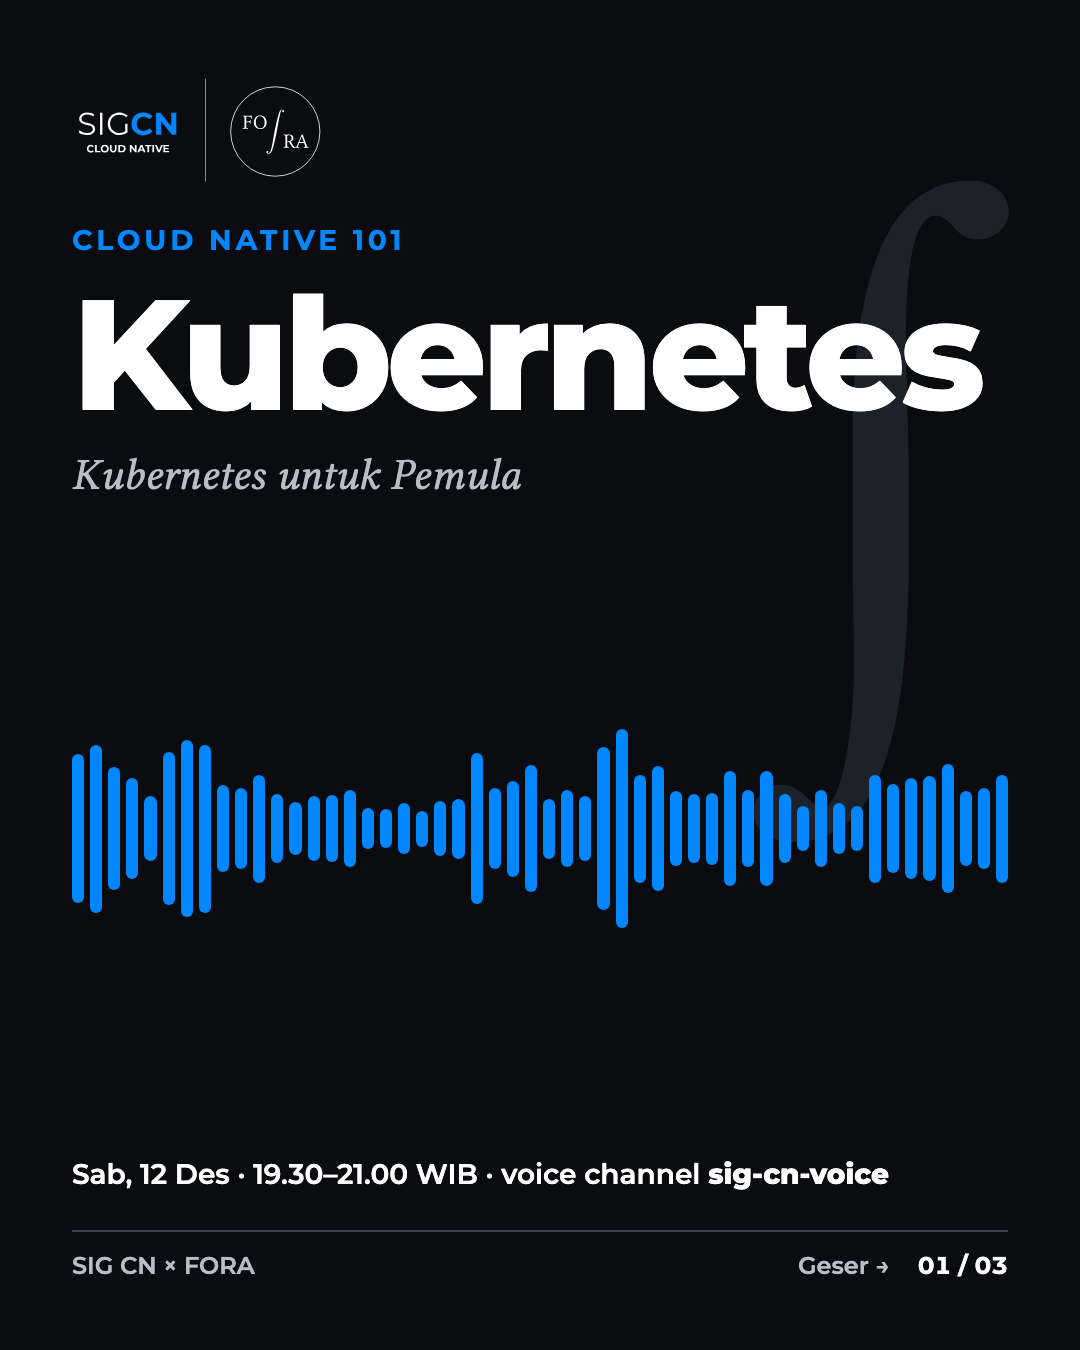 SIGCN
CLOUD NATIVE
FO∫RA
CLOUD NATIVE 101
Kubernetes
Kubernetes untuk Pemula
Sab, 12 Des · 19.30–21.00 WIB · voice channel sig-cn-voice
SIG CN × FORA
Geser → 01 / 03